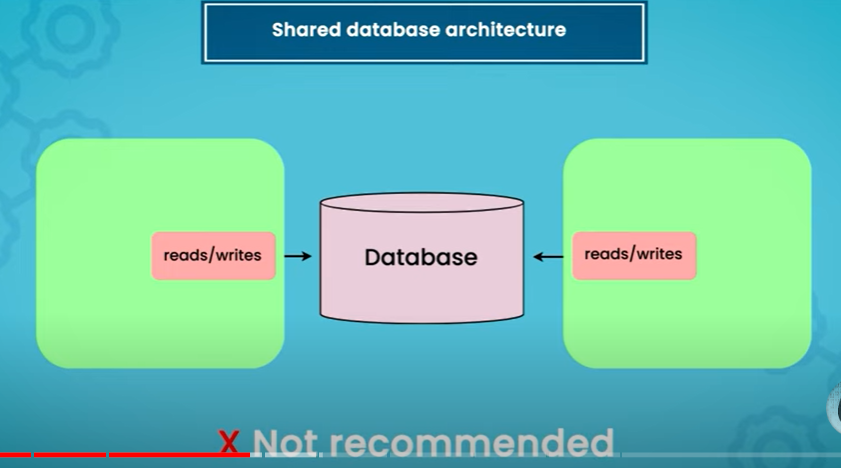 Shared database architecture
reads/writes
Database
reads/writes
X Not recommended